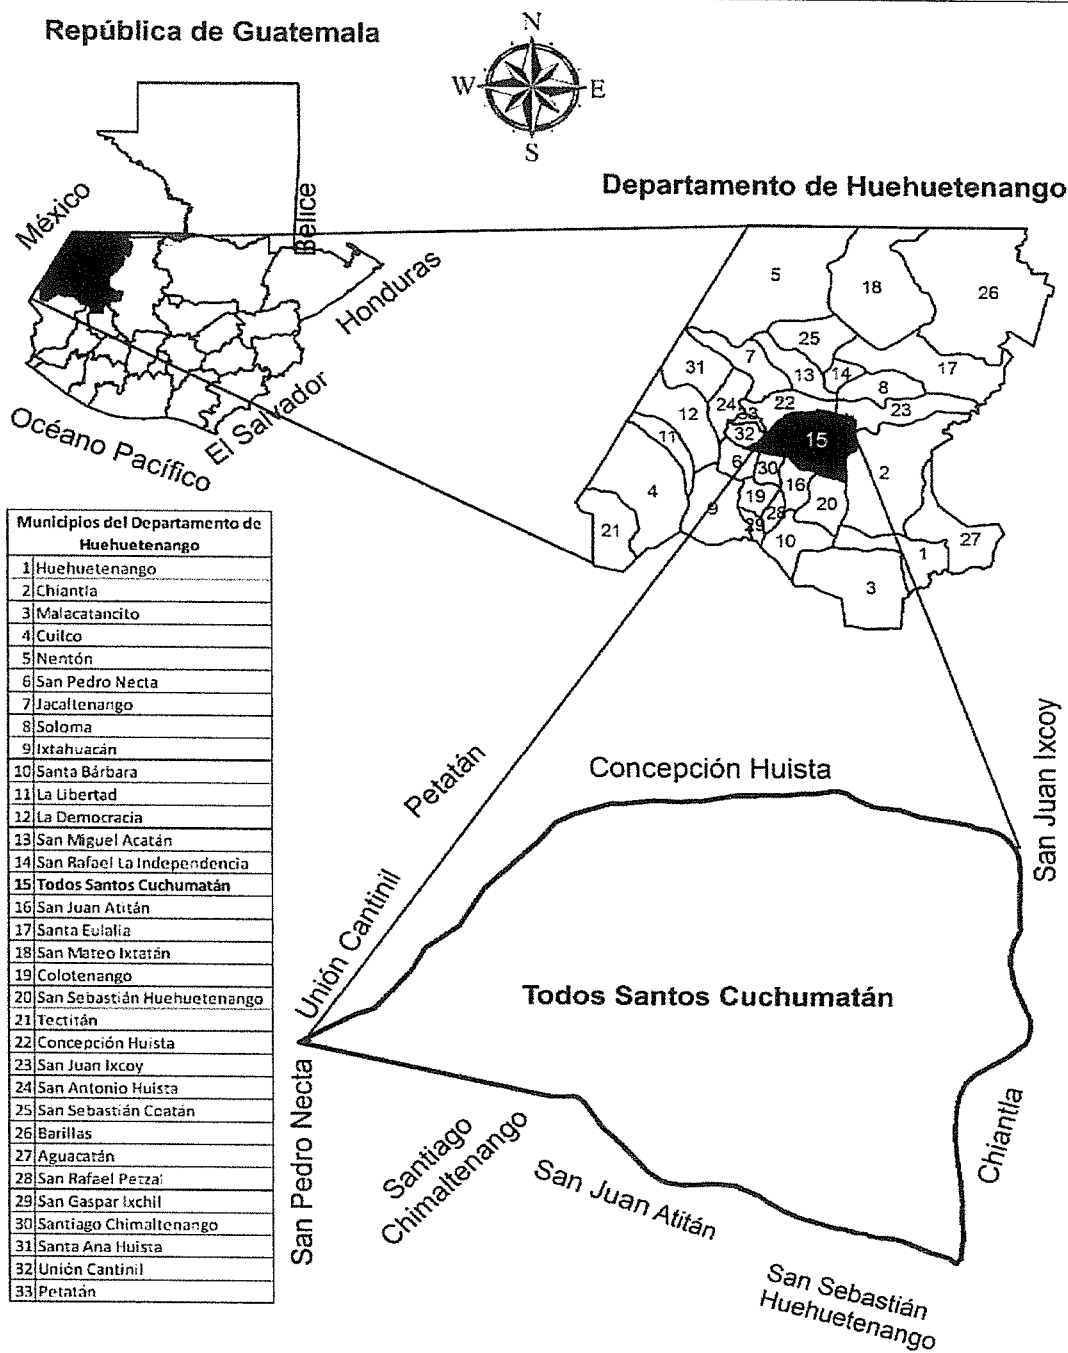 República de Guatemala
N
W
E
S
Departamento de Huehuetenango
México
Belice
Honduras
El Salvador
Océano Pacífico
5
18
26
25
7
31
13
14
17
8
24
33
22
23
12
32
15
11
6
30
2
4
16
19
9
20
28
21
29
10
27
1
3
Municipios del Departamento de
Huehuetenango
1 Huehuetenango
2 Chiantla
3 Malacatancito
4 Cuilco
5 Nentón
6 San Pedro Necta
7 Jacaltenango
8 Soloma
9 Ixtahuacán
10 Santa Bárbara
11 La Libertad
12 La Democracia
13 San Miguel Acatán
14 San Rafael La Independencia
15 Todos Santos Cuchumatán
16 San Juan Atitán
17 Santa Eulalia
18 San Mateo Ixtatán
19 Colotenango
20 San Sebastián Huehuetenango
21 Tectitán
22 Concepción Huista
23 San Juan Ixcoy
24 San Antonio Huista
25 San Sebastián Coatán
26 Barillas
27 Aguacatán
28 San Rafael Petzal
29 San Gaspar Ixchil
30 Santiago Chimaltenango
31 Santa Ana Huista
32 Unión Cantinil
33 Petatán
Petatán
Concepción Huista
San Juan Ixcoy
Unión Cantinil
Todos Santos Cuchumatán
San Pedro Necta
Santiago
Chimaltenango
San Juan Atitán
Chiantla
San Sebastián
Huehuetenango